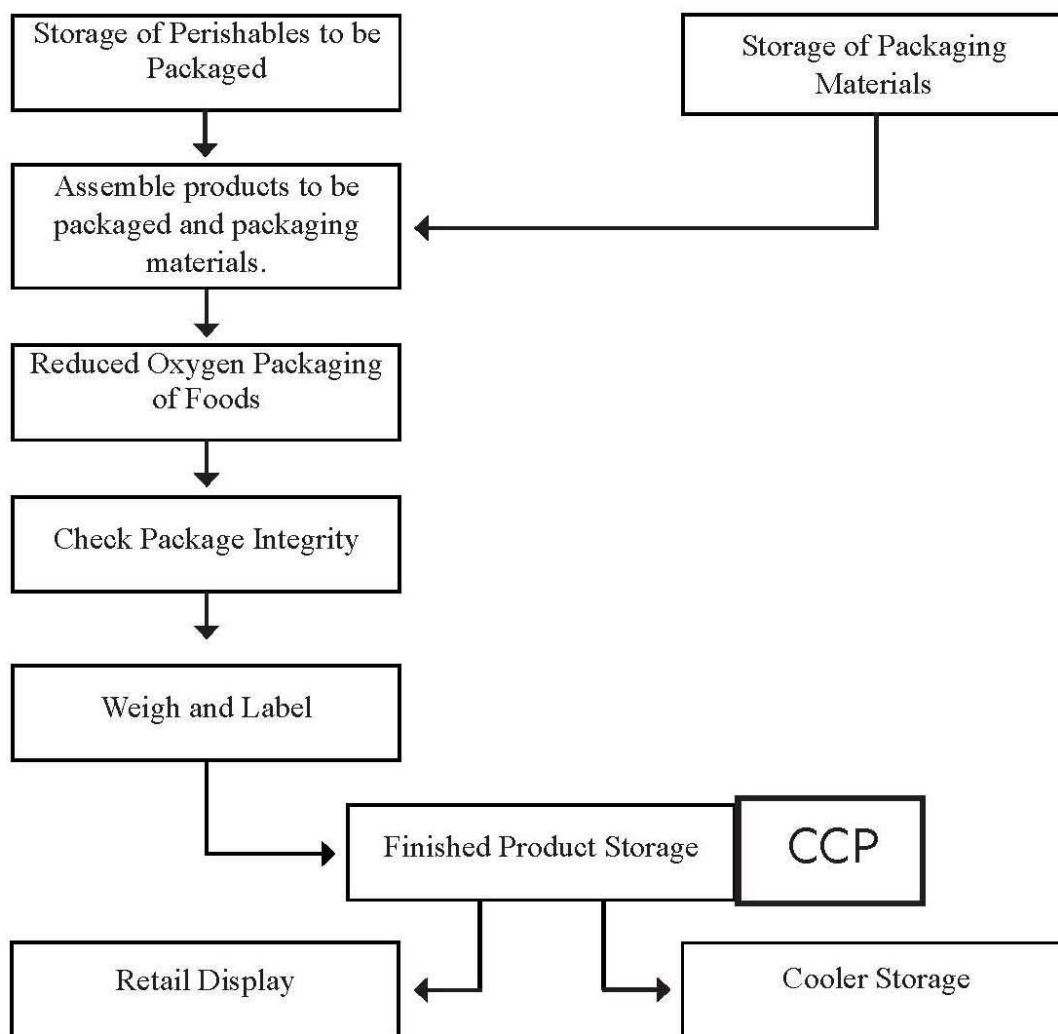 Storage of Perishables to be
Packaged
Storage of Packaging
Materials
Assemble products to be
packaged and packaging
materials.
Reduced Oxygen Packaging
of Foods
Check Package Integrity
Weigh and Label
Finished Product Storage
CCP
Retail Display
Cooler Storage